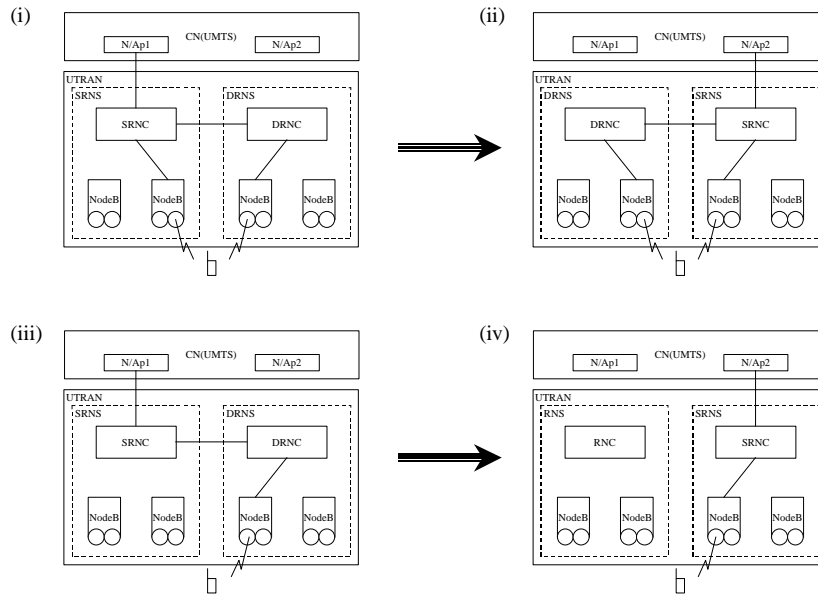 (i)
CN(UMTS)
N/Ap1 N/Ap2
UTRAN
SRNS DRNS
SRNC DRNC
NodeB NodeB NodeB NodeB
(ii)
CN(UMTS)
N/Ap1 N/Ap2
UTRAN
DRNS SRNS
DRNC SRNC
NodeB NodeB NodeB NodeB
(iii)
CN(UMTS)
N/Ap1 N/Ap2
UTRAN
SRNS DRNS
SRNC DRNC
NodeB NodeB NodeB NodeB
(iv)
CN(UMTS)
N/Ap1 N/Ap2
UTRAN
RNS SRNS
RNC SRNC
NodeB NodeB NodeB NodeB